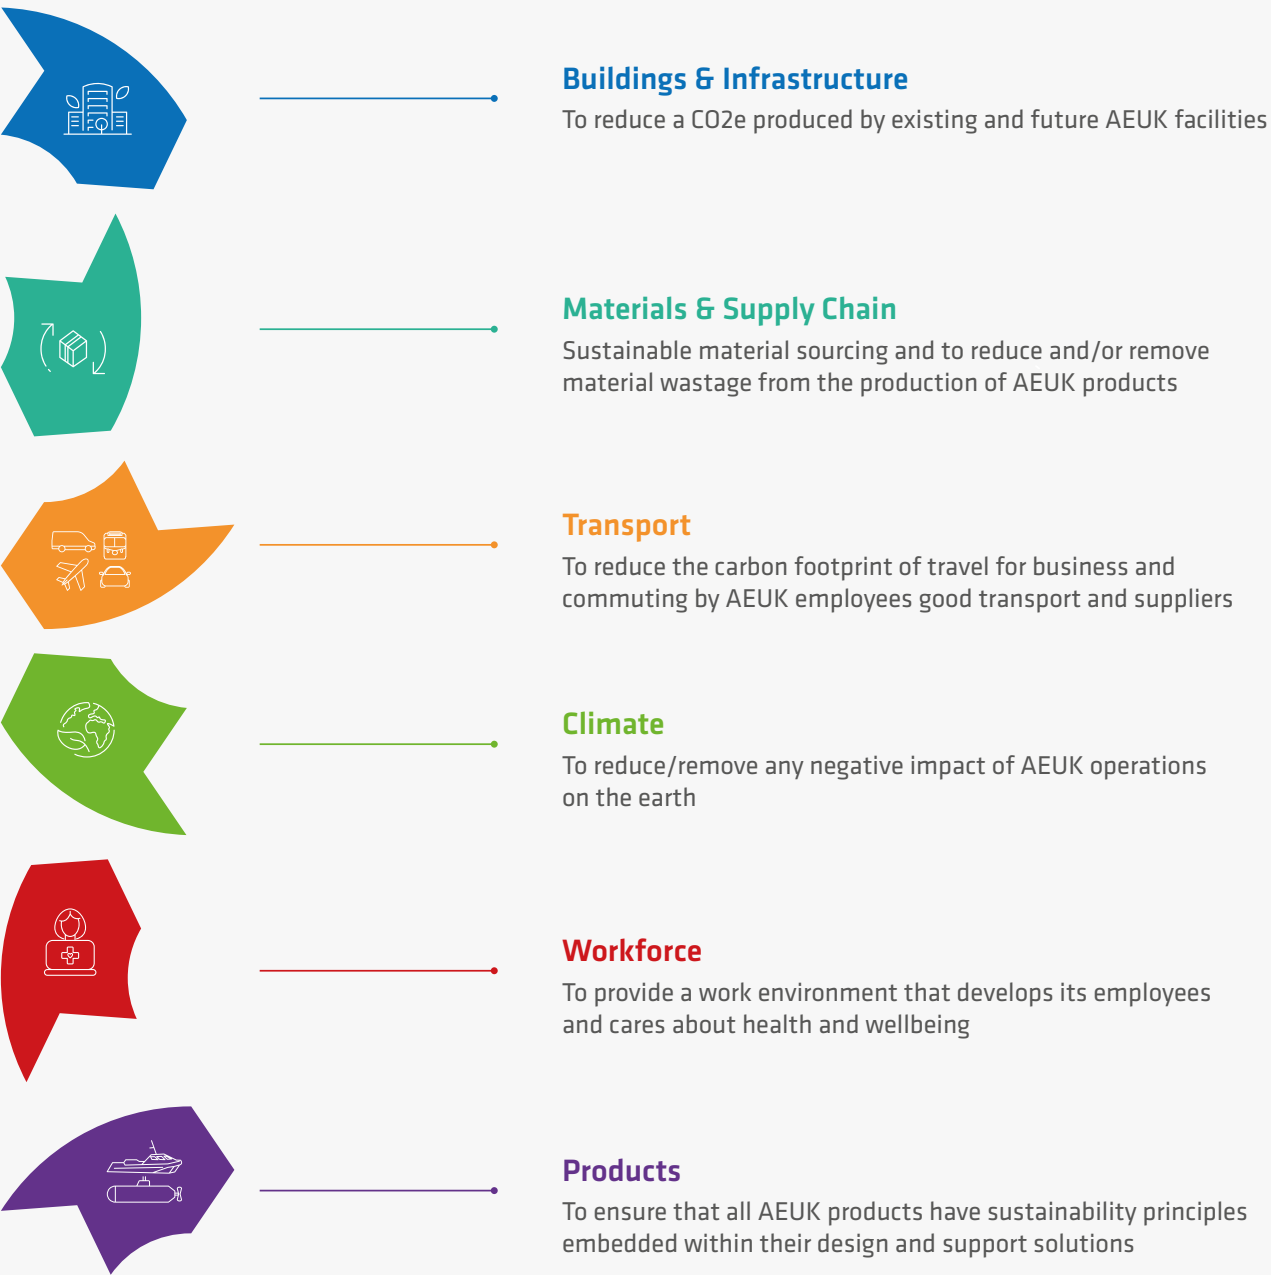 Buildings & Infrastructure
To reduce a CO2e produced by existing and future AEUK facilities
Materials & Supply Chain
Sustainable material sourcing and to reduce and/or remove
material wastage from the production of AEUK products
Transport
To reduce the carbon footprint of travel for business and
commuting by AEUK employees good transport and suppliers
Climate
To reduce/remove any negative impact of AEUK operations
on the earth
Workforce
To provide a work environment that develops its employees
and cares about health and wellbeing
Products
To ensure that all AEUK products have sustainability principles
embedded within their design and support solutions